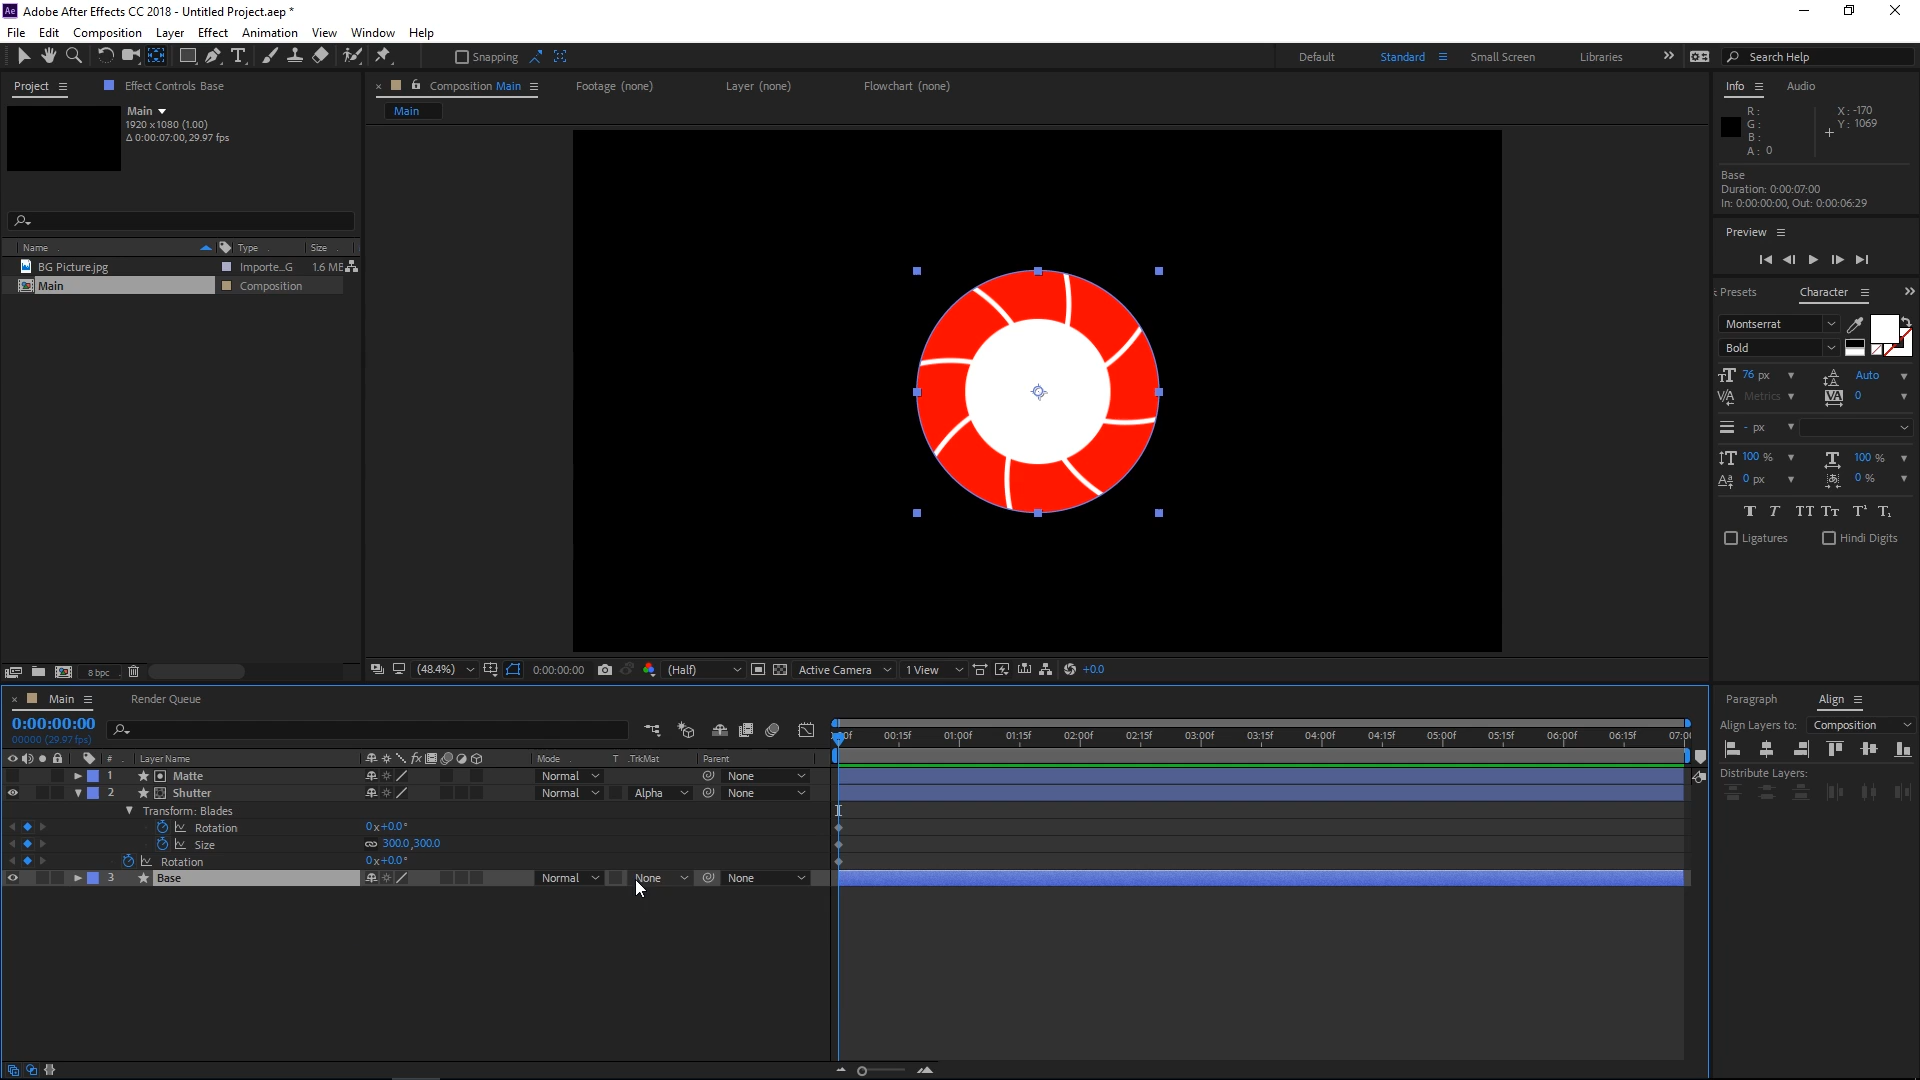 Ae Adobe After Effects CC 2018 - Untitled Project.aep *
File Edit Composition Layer Effect Animation View Window Help
Snapping Default Standard Small Screen Libraries Search Help
Project Effect Controls Base Composition Main Footage (none) Layer (none) Flowchart (none) Info Audio
Main
Main
1920 x 1080 (1.00)
Δ 0:00:07:00, 29.97 fps
R: X: -170
G: Y: 1069
B:
A: 0
Base
Duration: 0:00:07:00
In: 0:00:00:00, Out: 0:00:06:29
Preview
Name Type Size
BG Picture.jpg Importe_G 1.6 ME
Main Composition
Presets Character
Montserrat
Bold
76 px Auto
Metrics 0
- px
100 % 100 %
0 px 0 %
T T TT Tт T¹ T₁
Ligatures Hindi Digits
8 bpc (48.4%) 0:00:00:00 (Half) Active Camera 1 View +0.0
Main Render Queue Paragraph Align
0:00:00:00
00000 (29.97 fps)
Align Layers to: Composition
00f 00:15f 01:00f 01:15f 02:00f 02:15f 03:00f 03:15f 04:00f 04:15f 05:00f 05:15f 06:00f 06:15f 07:0
# Layer Name fx Mode T .TrkMat Parent
Distribute Layers:
1 Matte Normal None
2 Shutter Normal Alpha None
Transform: Blades
Rotation 0x+0.0°
Size 300.0,300.0
Rotation 0x+0.0°
3 Base Normal None None